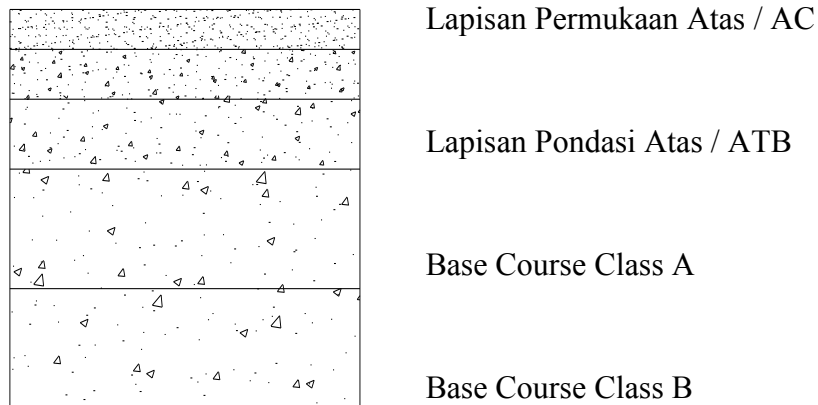 Lapisan Permukaan Atas / AC
Lapisan Pondasi Atas / ATB
Base Course Class A
Base Course Class B